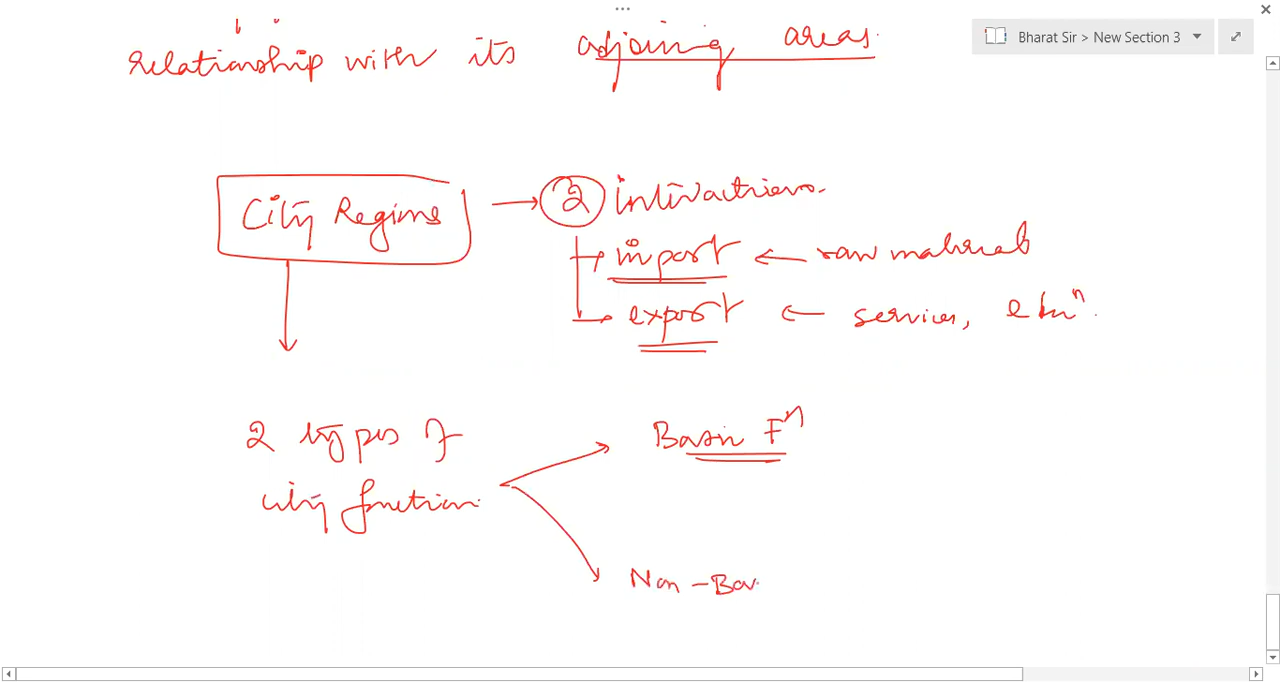 ...
Bharat Sir > New Section 3
relationship with its adjoining areas.
City Regions → 2 interactions.
import ← raw materials
export ← services, etc
2 types of
city function.
Basic Fⁿ
Non-Bas